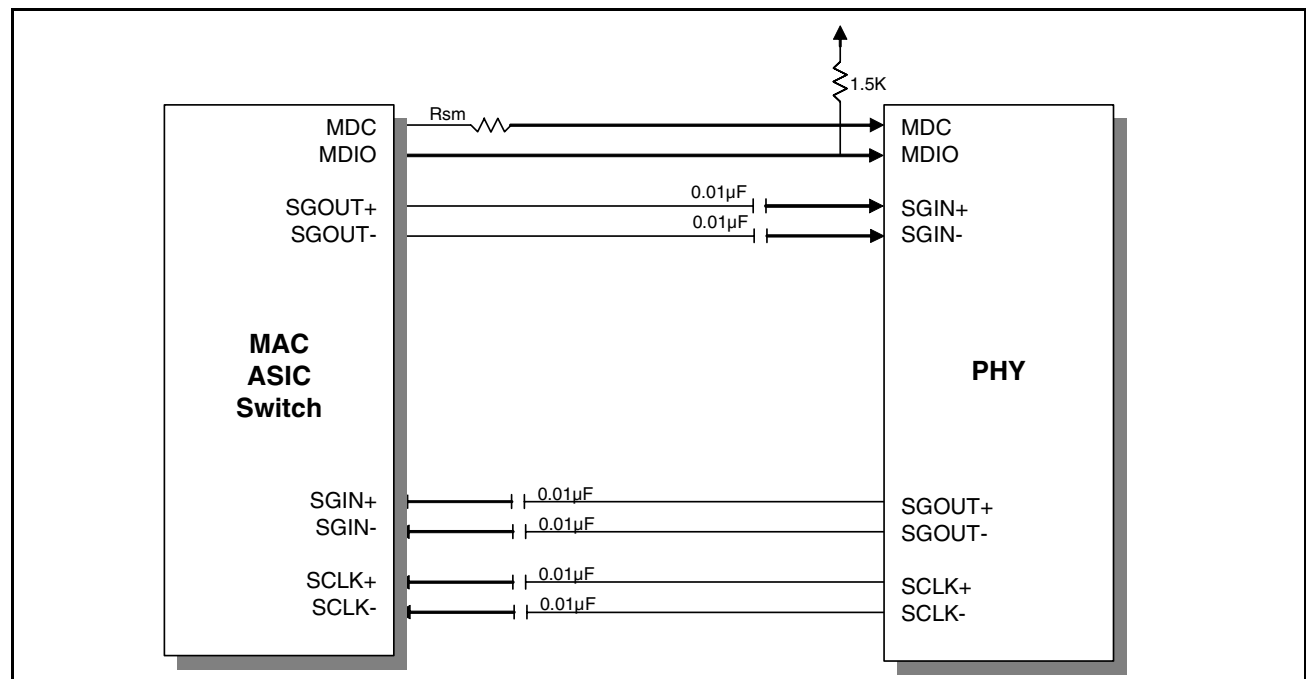 1.5K
Rsm
MDC
MDIO
MDC
MDIO
0.01µF
0.01µF
SGOUT+
SGOUT-
SGIN+
SGIN-
MAC
ASIC
Switch
PHY
SGIN+
SGIN-
0.01µF
0.01µF
SGOUT+
SGOUT-
SCLK+
SCLK-
0.01µF
0.01µF
SCLK+
SCLK-